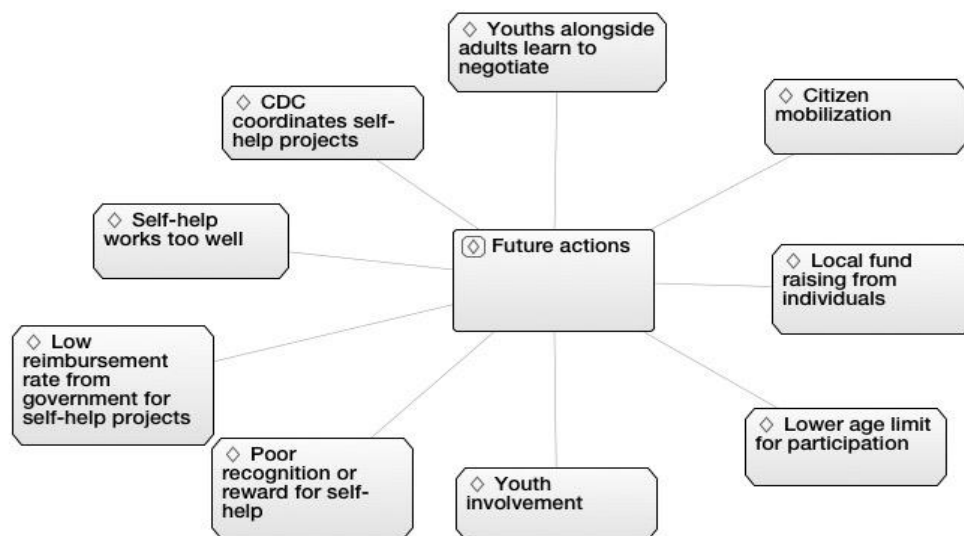 Youths alongside
adults learn to
negotiate
CDC
coordinates self-
help projects
Citizen
mobilization
Self-help
works too well
Future actions
Local fund
raising from
individuals
Low
reimbursement
rate from
government for
self-help projects
Lower age limit
for participation
Poor
recognition or
reward for self-
help
Youth
involvement